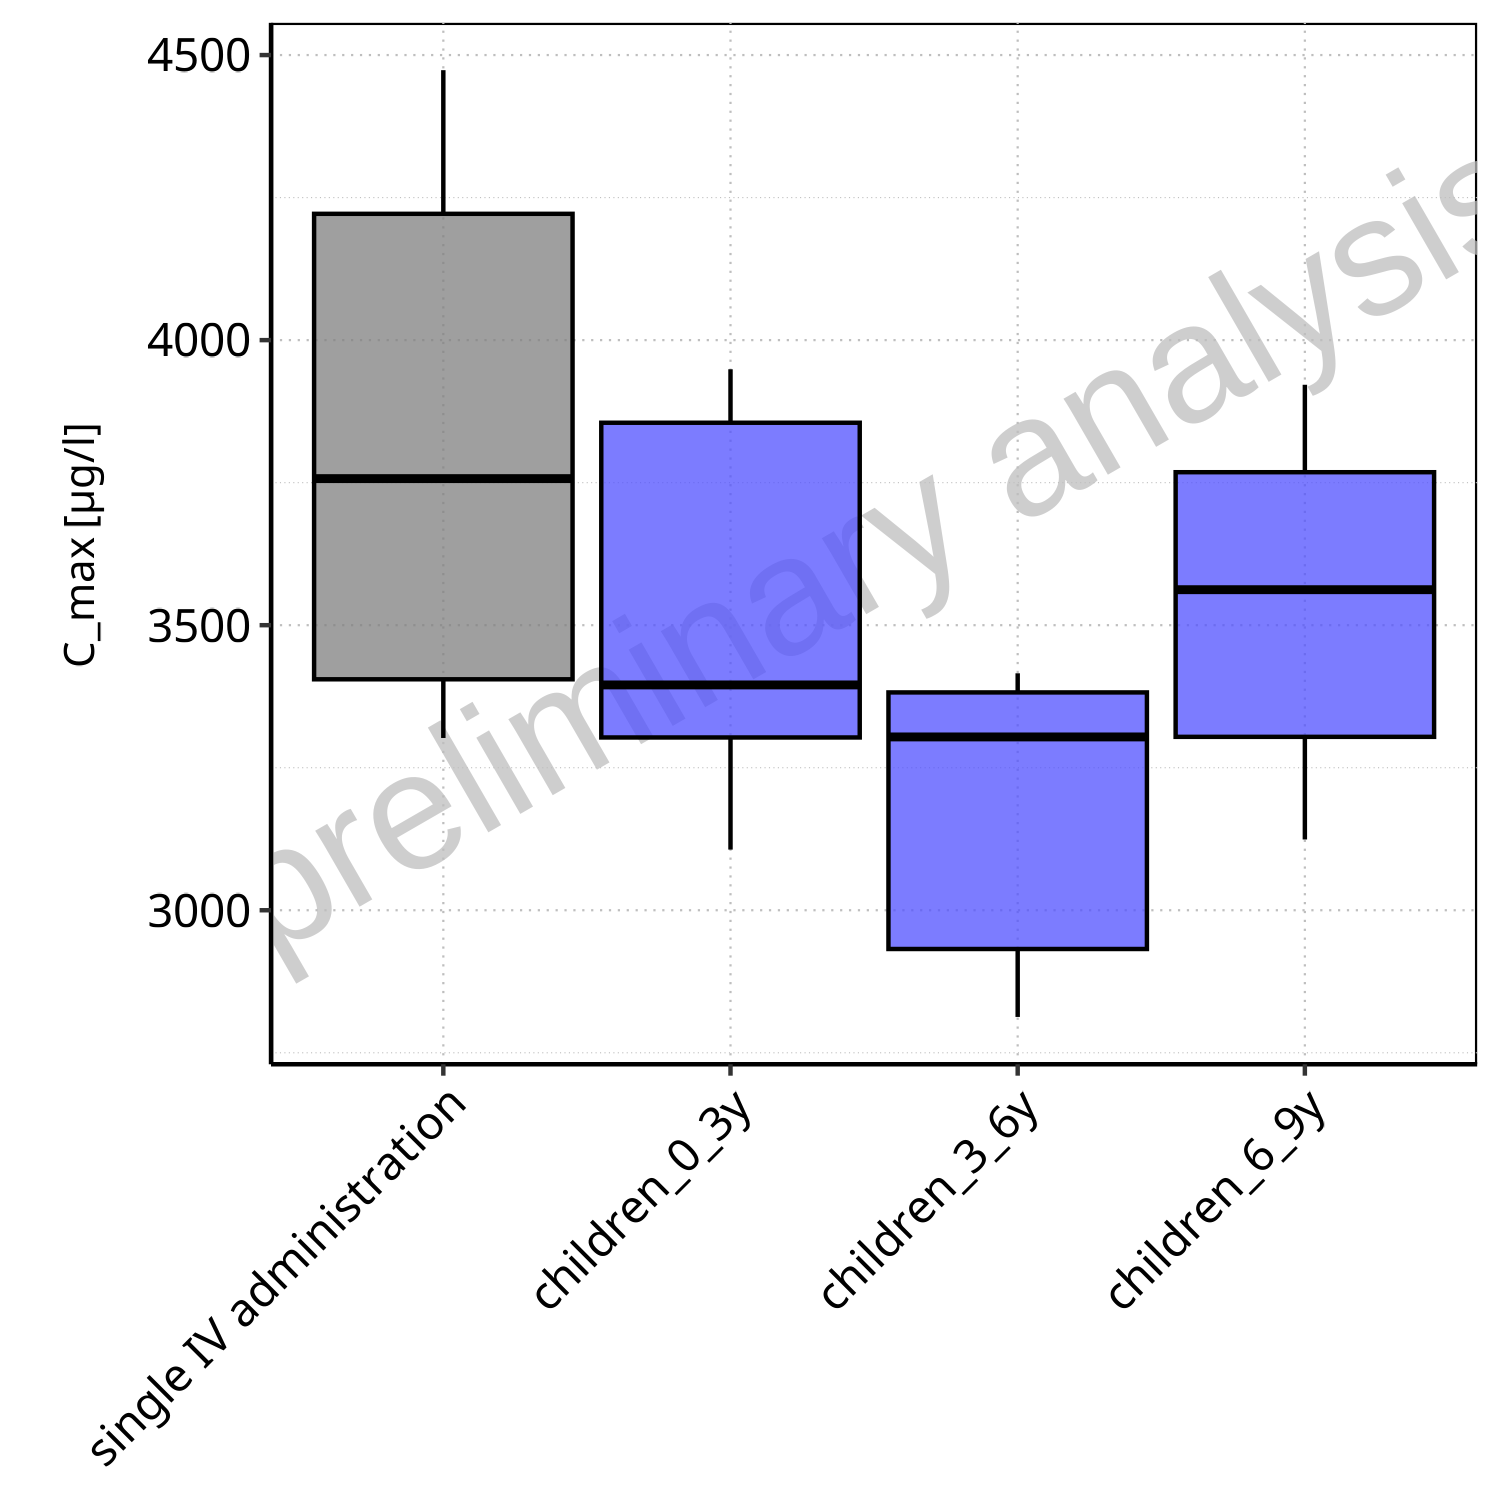 4500
4000
3500
3000
C_max [µg/l]
preliminary analysis
single IV administration
children_0_3y
children_3_6y
children_6_9y